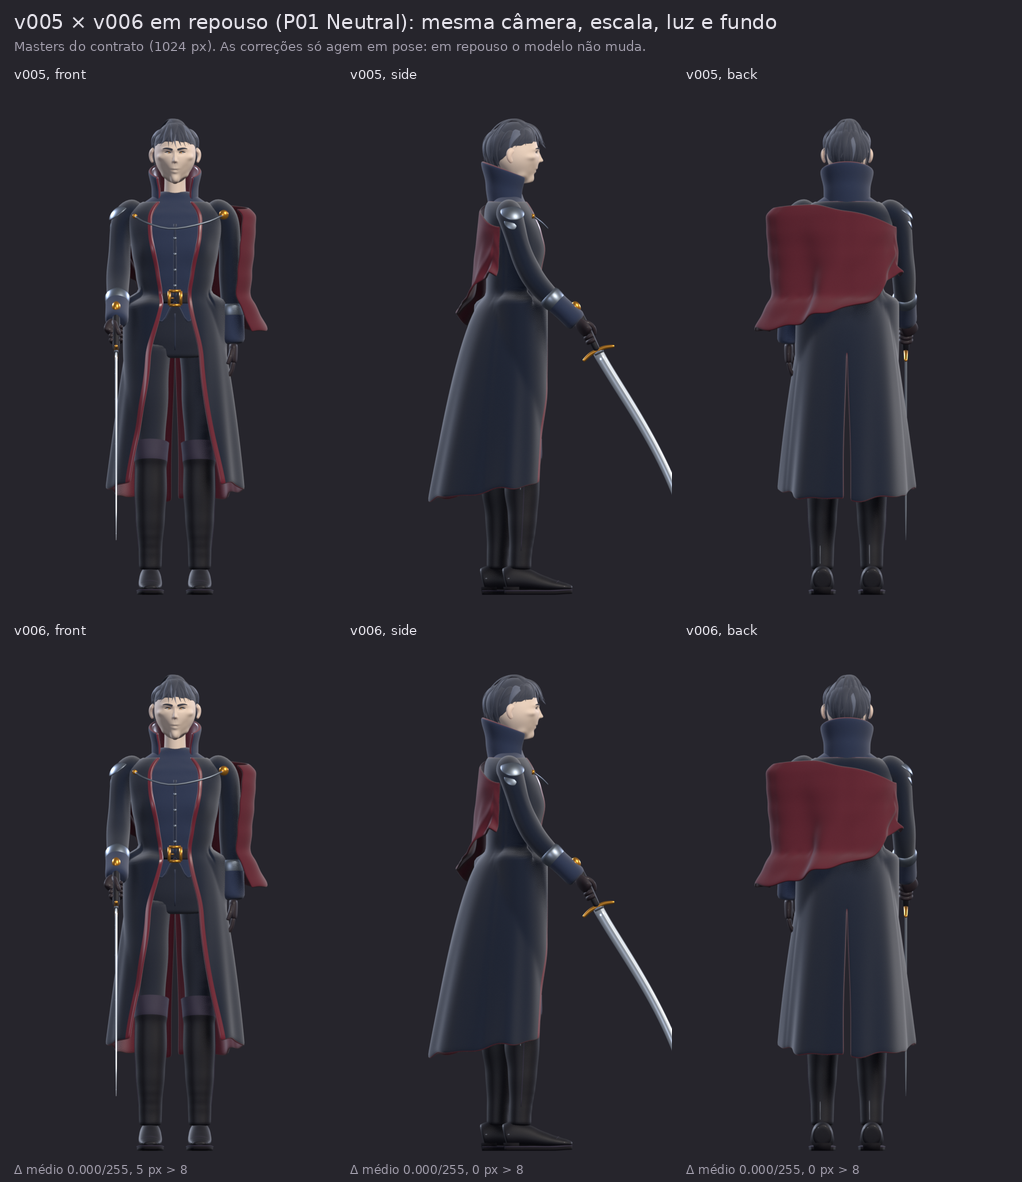 v005 × v006 em repouso (P01 Neutral): mesma câmera, escala, luz e fundo
Masters do contrato (1024 px). As correções só agem em pose: em repouso o modelo não muda.
v005, front
v005, side
v005, back
v006, front
v006, side
v006, back
Δ médio 0.000/255, 5 px > 8
Δ médio 0.000/255, 0 px > 8
Δ médio 0.000/255, 0 px > 8